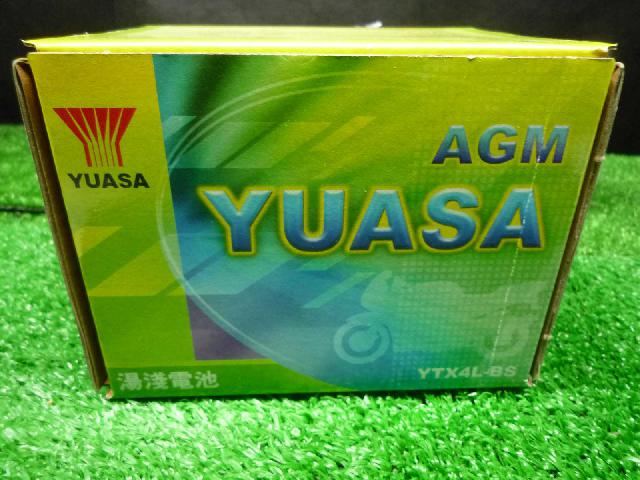 YUASA
AGM
YUASA
YTX4L-BS
湯淺電池